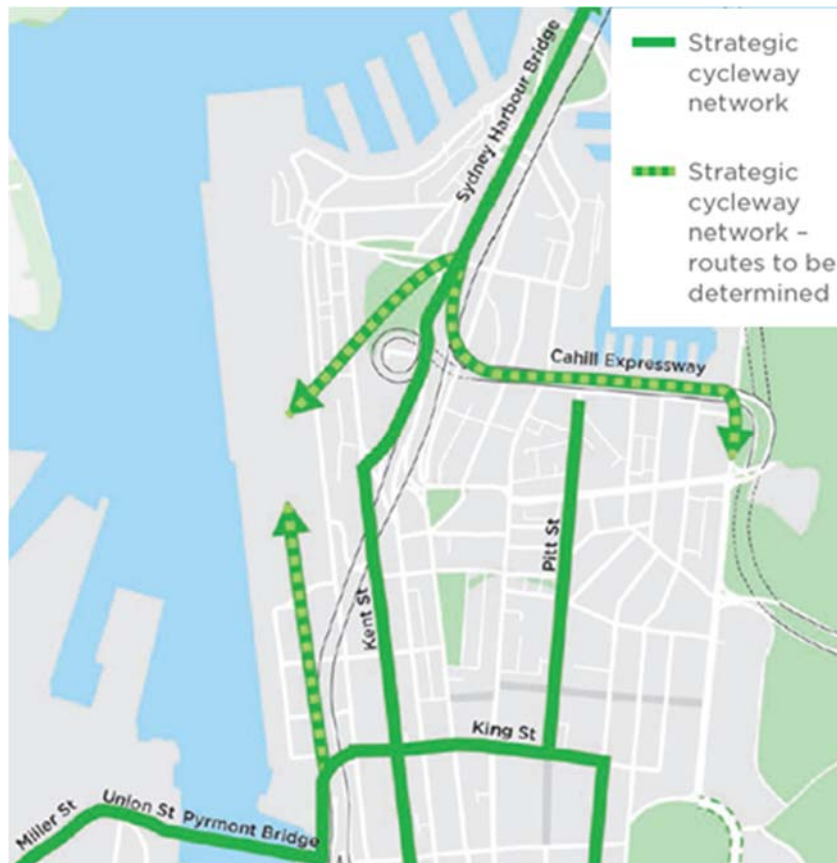 Strategic
cycleway
network
Strategic
cycleway
network –
routes to be
determined
Sydney Harbour Bridge
Cahill Expressway
Pitt St
Kent St
King St
Union St Pyrmont Bridge
Miller St